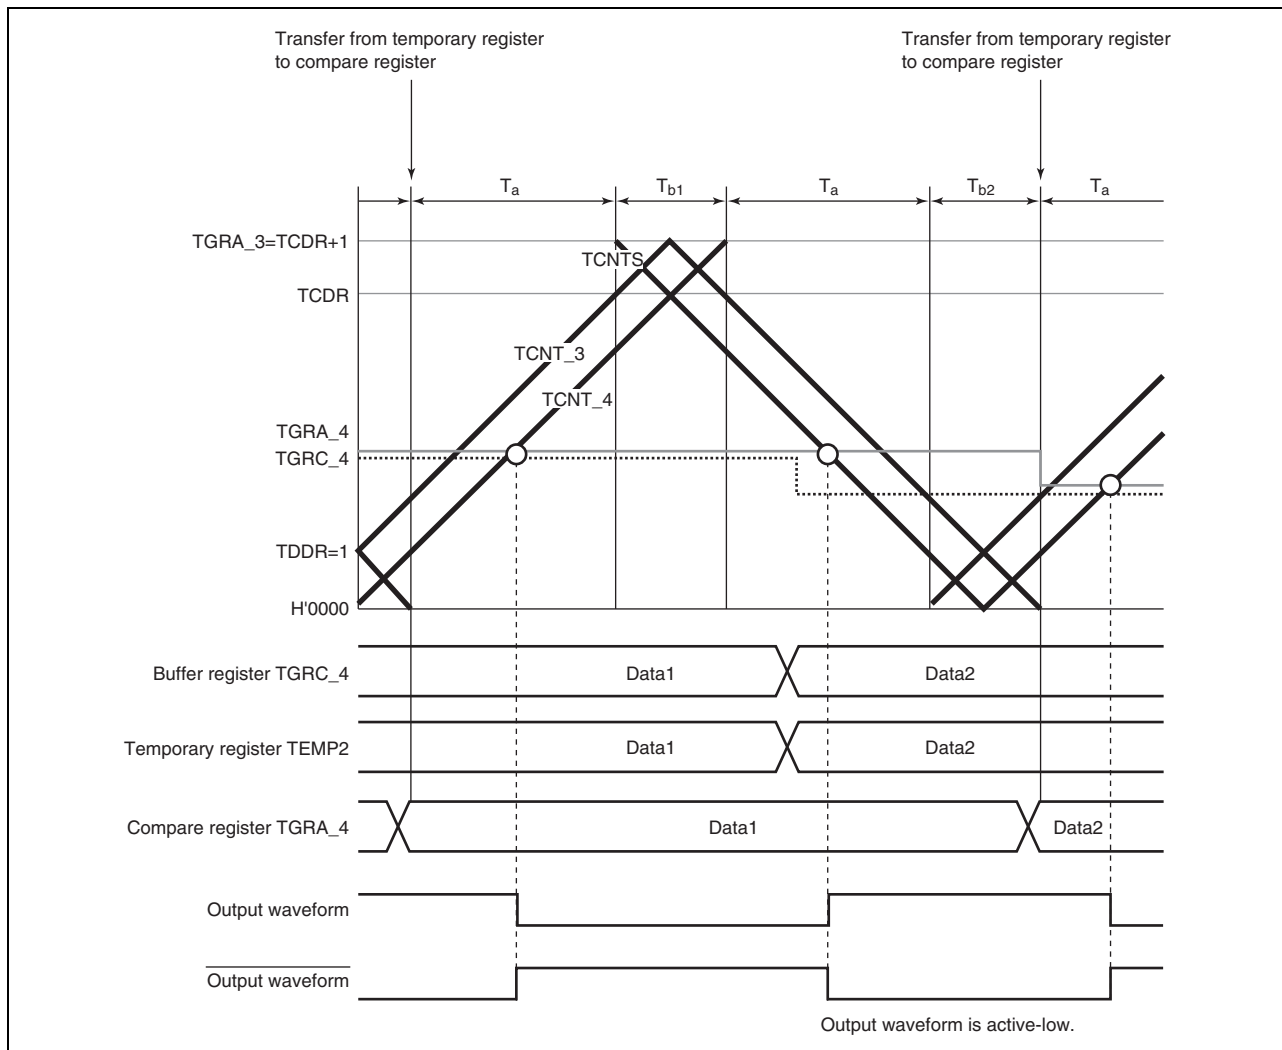 Transfer from temporary register
to compare register
Transfer from temporary register
to compare register
Ta
Tb1
Ta
Tb2
Ta
TGRA_3=TCDR+1
TCNTS
TCDR
TCNT_3
TCNT_4
TGRA_4
TGRC_4
TDDR=1
H'0000
Buffer register TGRC_4
Data1
Data2
Temporary register TEMP2
Data1
Data2
Compare register TGRA_4
Data1
Data2
Output waveform
Output waveform
Output waveform is active-low.